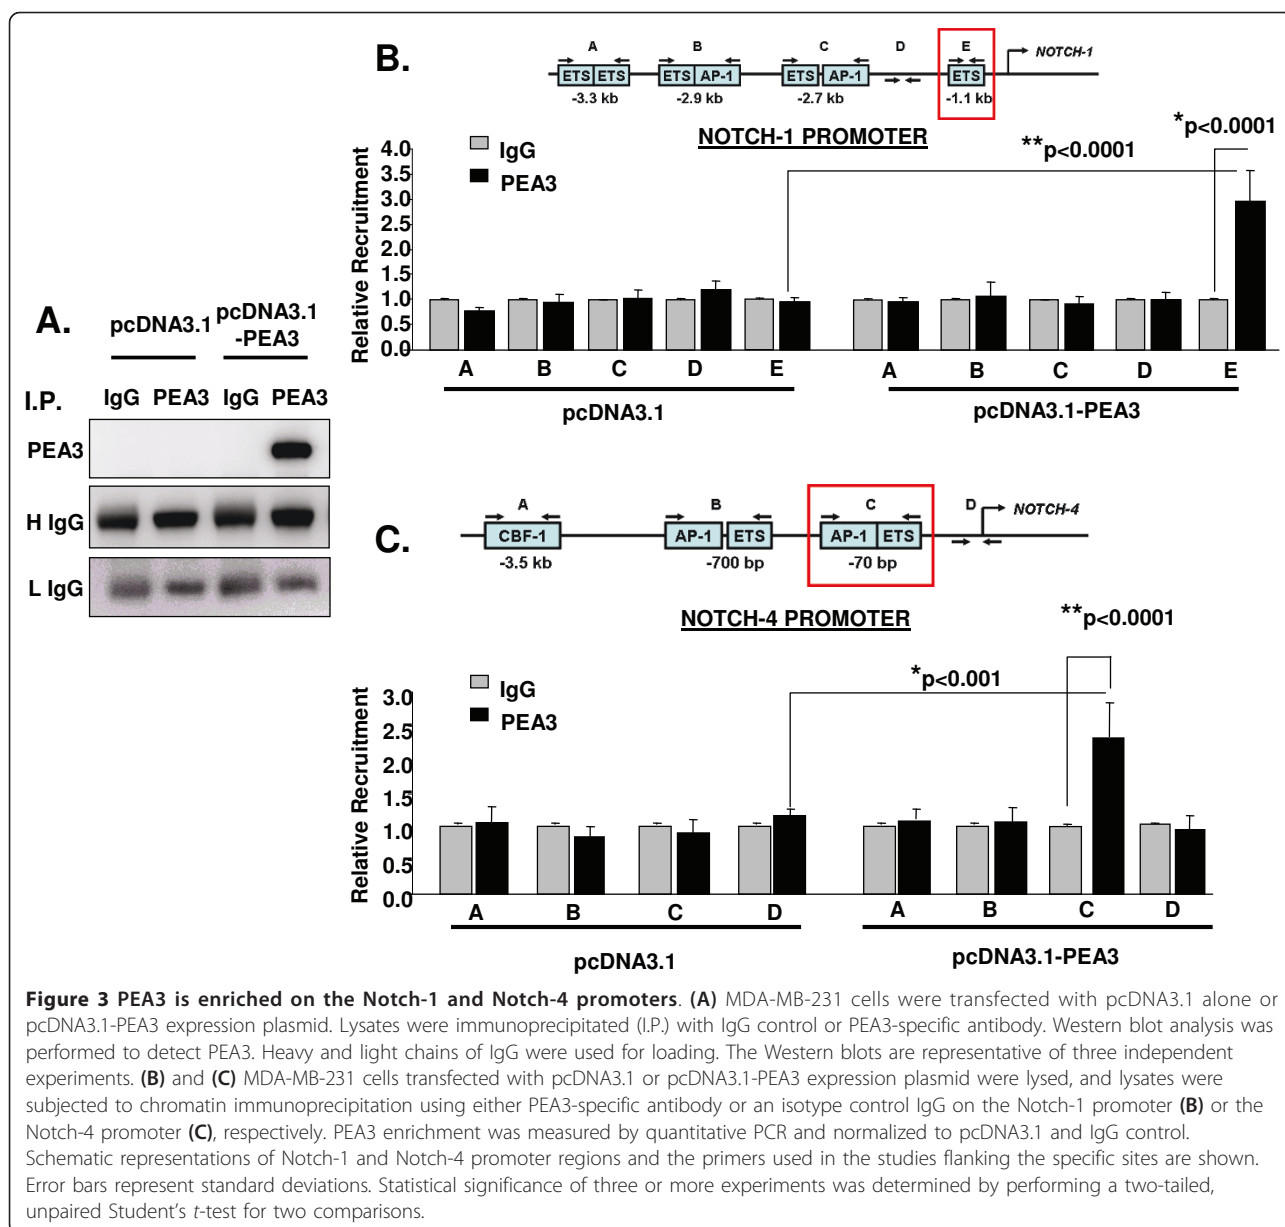 A.
pcDNA3.1 pcDNA3.1
-PEA3
I.P. IgG PEA3 IgG PEA3
PEA3
H IgG
L IgG
B.
A B C D E
ETS ETS ETS AP-1 ETS AP-1 ETS NOTCH-1
-3.3 kb -2.9 kb -2.7 kb -1.1 kb
NOTCH-1 PROMOTER
*p<0.0001
**p<0.0001
IgG
PEA3
Relative Recruitment
4.0
3.5
3.0
2.5
2.0
1.5
1.0
0.5
0.0
A B C D E A B C D E
pcDNA3.1 pcDNA3.1-PEA3
C.
A B C D
CBF-1 AP-1 ETS AP-1 ETS NOTCH-4
-3.5 kb -700 bp -70 bp
NOTCH-4 PROMOTER
**p<0.0001
*p<0.001
IgG
PEA3
Relative Recruitment
3.0
2.5
2.0
1.5
1.0
0.5
0.0
A B C D A B C D
pcDNA3.1 pcDNA3.1-PEA3
Figure 3 PEA3 is enriched on the Notch-1 and Notch-4 promoters. (A) MDA-MB-231 cells were transfected with pcDNA3.1 alone or
pcDNA3.1-PEA3 expression plasmid. Lysates were immunoprecipitated (I.P.) with IgG control or PEA3-specific antibody. Western blot analysis was
performed to detect PEA3. Heavy and light chains of IgG were used for loading. The Western blots are representative of three independent
experiments. (B) and (C) MDA-MB-231 cells transfected with pcDNA3.1 or pcDNA3.1-PEA3 expression plasmid were lysed, and lysates were
subjected to chromatin immunoprecipitation using either PEA3-specific antibody or an isotype control IgG on the Notch-1 promoter (B) or the
Notch-4 promoter (C), respectively. PEA3 enrichment was measured by quantitative PCR and normalized to pcDNA3.1 and IgG control.
Schematic representations of Notch-1 and Notch-4 promoter regions and the primers used in the studies flanking the specific sites are shown.
Error bars represent standard deviations. Statistical significance of three or more experiments was determined by performing a two-tailed,
unpaired Student's t-test for two comparisons.